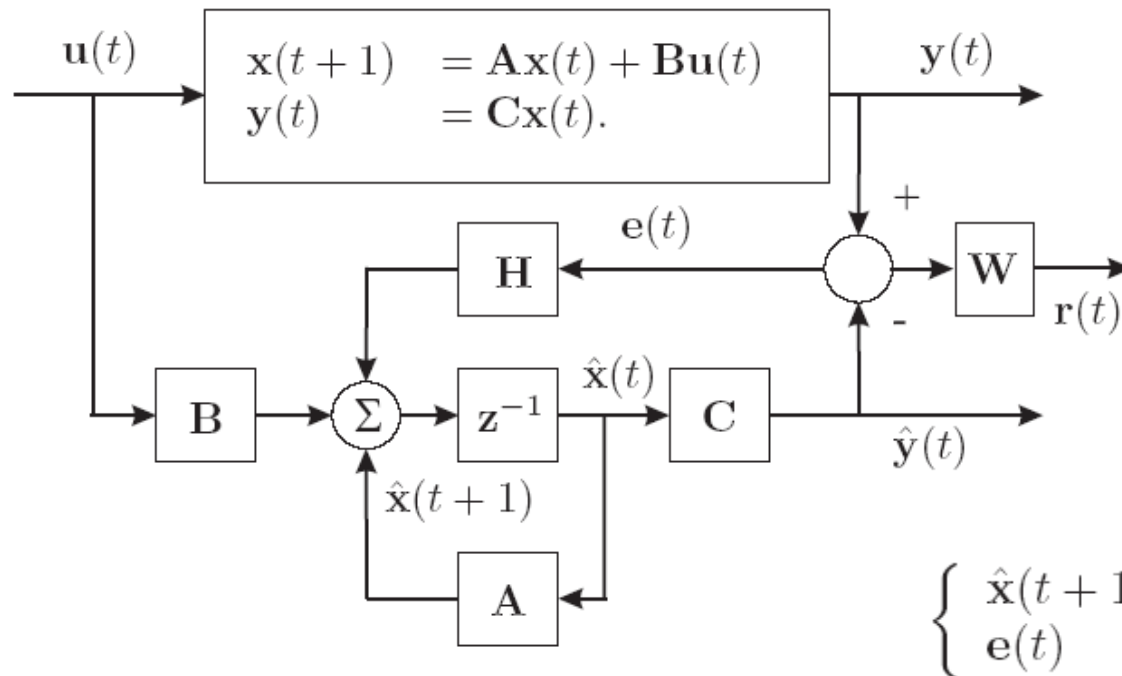 u(t)
x(t + 1) = Ax(t) + Bu(t)
y(t) = Cx(t).
y(t)
+
e(t)
H
W
r(t)
-
B
Σ
z⁻¹
x̂(t)
C
ŷ(t)
x̂(t + 1)
A
{ x̂(t + 1
e(t)